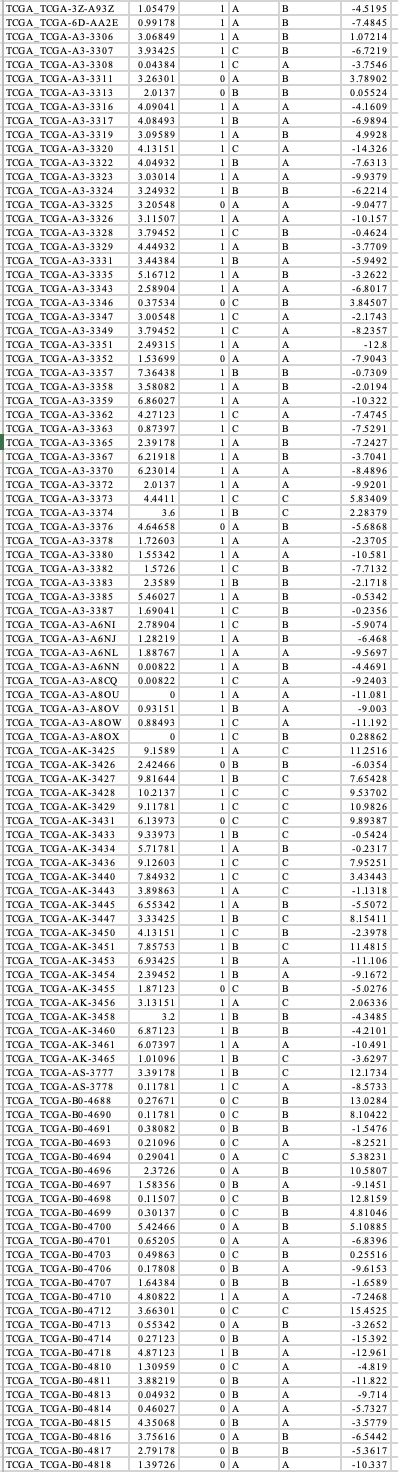 TCGA_TCGA-3Z-A93Z 1.05479 1 A B -4.5195
TCGA_TCGA-6D-AA2E 0.99178 1 A B -7.4845
TCGA_TCGA-A3-3306 3.06849 1 A B 1.07214
TCGA_TCGA-A3-3307 3.93425 1 C B -6.7219
TCGA_TCGA-A3-3308 0.04384 1 C A -3.7546
TCGA_TCGA-A3-3311 3.26301 0 A B 3.78902
TCGA_TCGA-A3-3313 2.0137 0 B B 0.05524
TCGA_TCGA-A3-3316 4.09041 1 A A -4.1609
TCGA_TCGA-A3-3317 4.08493 1 B A -6.9894
TCGA_TCGA-A3-3319 3.09589 1 A B 4.9928
TCGA_TCGA-A3-3320 4.13151 1 C A -14.326
TCGA_TCGA-A3-3322 4.04932 1 B A -7.6313
TCGA_TCGA-A3-3323 3.03014 1 A A -9.9379
TCGA_TCGA-A3-3324 3.24932 1 B B -6.2214
TCGA_TCGA-A3-3325 3.20548 0 A A -9.0477
TCGA_TCGA-A3-3326 3.11507 1 A A -10.157
TCGA_TCGA-A3-3328 3.79452 1 C B -0.4624
TCGA_TCGA-A3-3329 4.44932 1 A B -3.7709
TCGA_TCGA-A3-3331 3.44384 1 B A -5.9492
TCGA_TCGA-A3-3335 5.16712 1 A B -3.2622
TCGA_TCGA-A3-3343 2.58904 1 A A -6.8017
TCGA_TCGA-A3-3346 0.37534 0 C B 3.84507
TCGA_TCGA-A3-3347 3.00548 1 C A -2.1743
TCGA_TCGA-A3-3349 3.79452 1 C A -8.2357
TCGA_TCGA-A3-3351 2.49315 1 A A -12.8
TCGA_TCGA-A3-3352 1.53699 0 A A -7.9043
TCGA_TCGA-A3-3357 7.36438 1 B B -0.7309
TCGA_TCGA-A3-3358 3.58082 1 A B -2.0194
TCGA_TCGA-A3-3359 6.86027 1 A A -10.322
TCGA_TCGA-A3-3362 4.27123 1 C A -7.4745
TCGA_TCGA-A3-3363 0.87397 1 C B -7.5291
TCGA_TCGA-A3-3365 2.39178 1 A B -7.2427
TCGA_TCGA-A3-3367 6.21918 1 A B -3.7041
TCGA_TCGA-A3-3370 6.23014 1 A A -8.4896
TCGA_TCGA-A3-3372 2.0137 1 A A -9.9201
TCGA_TCGA-A3-3373 4.4411 1 C C 5.83409
TCGA_TCGA-A3-3374 3.6 1 B C 2.28379
TCGA_TCGA-A3-3376 4.64658 0 A B -5.6868
TCGA_TCGA-A3-3378 1.72603 1 A A -2.3705
TCGA_TCGA-A3-3380 1.55342 1 A A -10.581
TCGA_TCGA-A3-3382 1.5726 1 C B -7.7132
TCGA_TCGA-A3-3383 2.3589 1 B B -2.1718
TCGA_TCGA-A3-3385 5.46027 1 A B -0.5342
TCGA_TCGA-A3-3387 1.69041 1 C B -0.2356
TCGA_TCGA-A3-A6NI 2.78904 1 C B -5.9074
TCGA_TCGA-A3-A6NJ 1.28219 1 A B -6.468
TCGA_TCGA-A3-A6NL 1.88767 1 A A -9.5697
TCGA_TCGA-A3-A6NN 0.00822 1 A B -4.4691
TCGA_TCGA-A3-A8CQ 0.00822 1 C A -9.2403
TCGA_TCGA-A3-A8OU 0 1 A A -11.081
TCGA_TCGA-A3-A8OV 0.93151 1 B A -9.003
TCGA_TCGA-A3-A8OW 0.88493 1 C A -11.192
TCGA_TCGA-A3-A8OX 0 1 C B 0.28862
TCGA_TCGA-AK-3425 9.1589 1 A C 11.2516
TCGA_TCGA-AK-3426 2.42466 0 B B -6.0354
TCGA_TCGA-AK-3427 9.81644 1 B C 7.65428
TCGA_TCGA-AK-3428 10.2137 1 C C 9.53702
TCGA_TCGA-AK-3429 9.11781 1 C C 10.9826
TCGA_TCGA-AK-3431 6.13973 0 C C 9.89387
TCGA_TCGA-AK-3433 9.33973 1 B C -0.5424
TCGA_TCGA-AK-3434 5.71781 1 A B -0.2317
TCGA_TCGA-AK-3436 9.12603 1 C C 7.95251
TCGA_TCGA-AK-3440 7.84932 1 C C 3.43443
TCGA_TCGA-AK-3443 3.89863 1 A C -1.1318
TCGA_TCGA-AK-3445 6.55342 1 A B -5.5072
TCGA_TCGA-AK-3447 3.33425 1 B C 8.15411
TCGA_TCGA-AK-3450 4.13151 1 C B -2.3978
TCGA_TCGA-AK-3451 7.85753 1 B C 11.4815
TCGA_TCGA-AK-3453 6.93425 1 B A -11.106
TCGA_TCGA-AK-3454 2.39452 1 B A -9.1672
TCGA_TCGA-AK-3455 1.87123 0 C B -5.0276
TCGA_TCGA-AK-3456 3.13151 1 A C 2.06336
TCGA_TCGA-AK-3458 3.2 1 B B -4.3485
TCGA_TCGA-AK-3460 6.87123 1 B B -4.2101
TCGA_TCGA-AK-3461 6.07397 1 A A -10.491
TCGA_TCGA-AK-3465 1.01096 1 B C -3.6297
TCGA_TCGA-AS-3777 3.39178 1 B C 12.1734
TCGA_TCGA-AS-3778 0.11781 1 C A -8.5733
TCGA_TCGA-B0-4688 0.27671 0 C B 13.0284
TCGA_TCGA-B0-4690 0.11781 0 C B 8.10422
TCGA_TCGA-B0-4691 0.38082 0 B B -1.5476
TCGA_TCGA-B0-4693 0.21096 0 C A -8.2521
TCGA_TCGA-B0-4694 0.29041 0 A C 5.38231
TCGA_TCGA-B0-4696 2.3726 0 A B 10.5807
TCGA_TCGA-B0-4697 1.58356 0 B A -9.1451
TCGA_TCGA-B0-4698 0.11507 0 C B 12.8159
TCGA_TCGA-B0-4699 0.30137 0 C B 4.81046
TCGA_TCGA-B0-4700 5.42466 0 A B 5.10885
TCGA_TCGA-B0-4701 0.65205 0 A A -6.8396
TCGA_TCGA-B0-4703 0.49863 0 C B 0.25516
TCGA_TCGA-B0-4706 0.17808 0 B A -9.6153
TCGA_TCGA-B0-4707 1.64384 0 B B -1.6589
TCGA_TCGA-B0-4710 4.80822 1 A A -7.2468
TCGA_TCGA-B0-4712 3.66301 0 C C 15.4525
TCGA_TCGA-B0-4713 0.55342 0 A B -3.2652
TCGA_TCGA-B0-4714 0.27123 0 B A -15.392
TCGA_TCGA-B0-4718 4.87123 1 B A -12.961
TCGA_TCGA-B0-4810 1.30959 0 C A -4.819
TCGA_TCGA-B0-4811 3.88219 0 B A -11.822
TCGA_TCGA-B0-4813 0.04932 0 B A -9.714
TCGA_TCGA-B0-4814 0.46027 0 A A -5.7327
TCGA_TCGA-B0-4815 4.35068 0 B A -3.5779
TCGA_TCGA-B0-4816 3.75616 0 A A -6.5442
TCGA_TCGA-B0-4817 2.79178 0 B A -5.3617
TCGA_TCGA-B0-4818 1.39726 0 A A -10.337